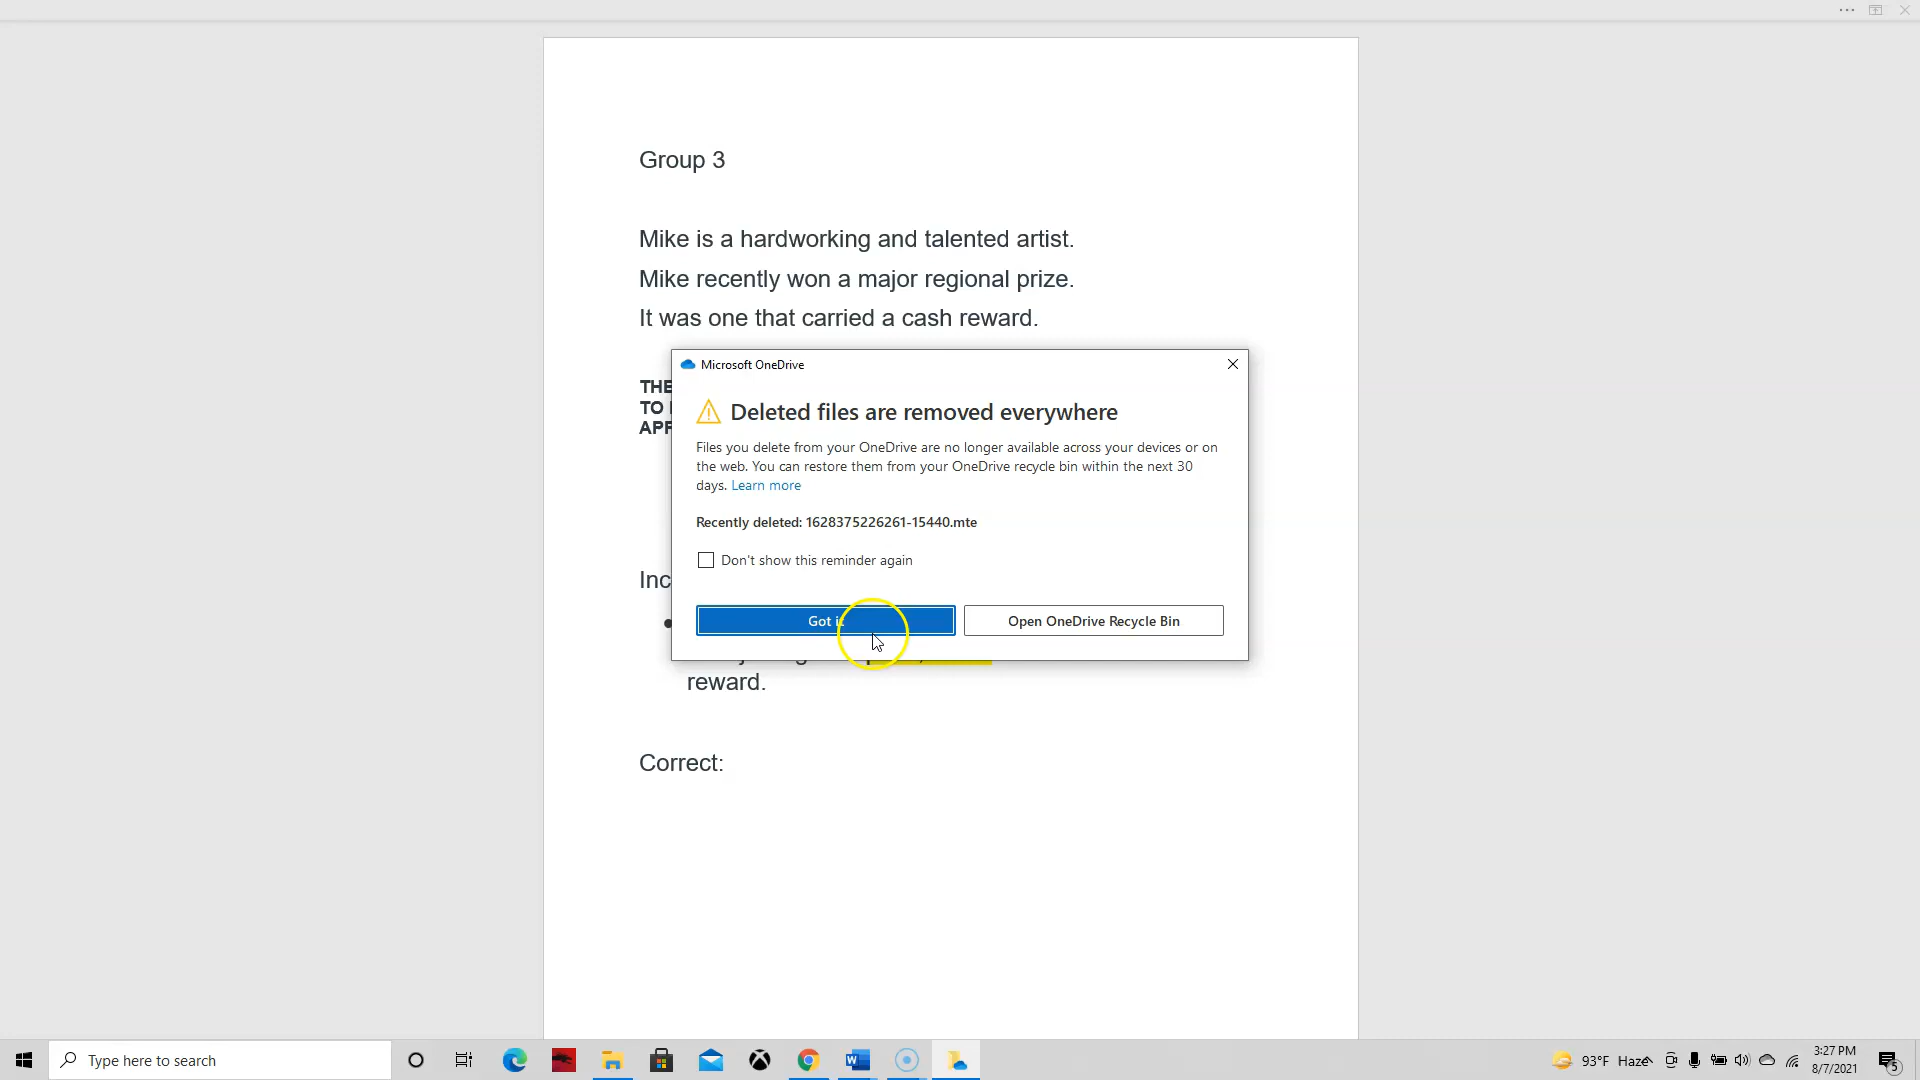 Group 3
Mike is a hardworking and talented artist.
Mike recently won a major regional prize.
It was one that carried a cash reward.
Microsoft OneDrive
THE
TO
APP
Deleted files are removed everywhere
Files you delete from your OneDrive are no longer available across your devices or on
the web. You can restore them from your OneDrive recycle bin within the next 30
days. Learn more
Recently deleted: 1628375226261-15440.mte
Don't show this reminder again
Inc
Got it
Open OneDrive Recycle Bin
reward.
Correct:
Type here to search
93°F Haze
3:27 PM
8/7/2021
5